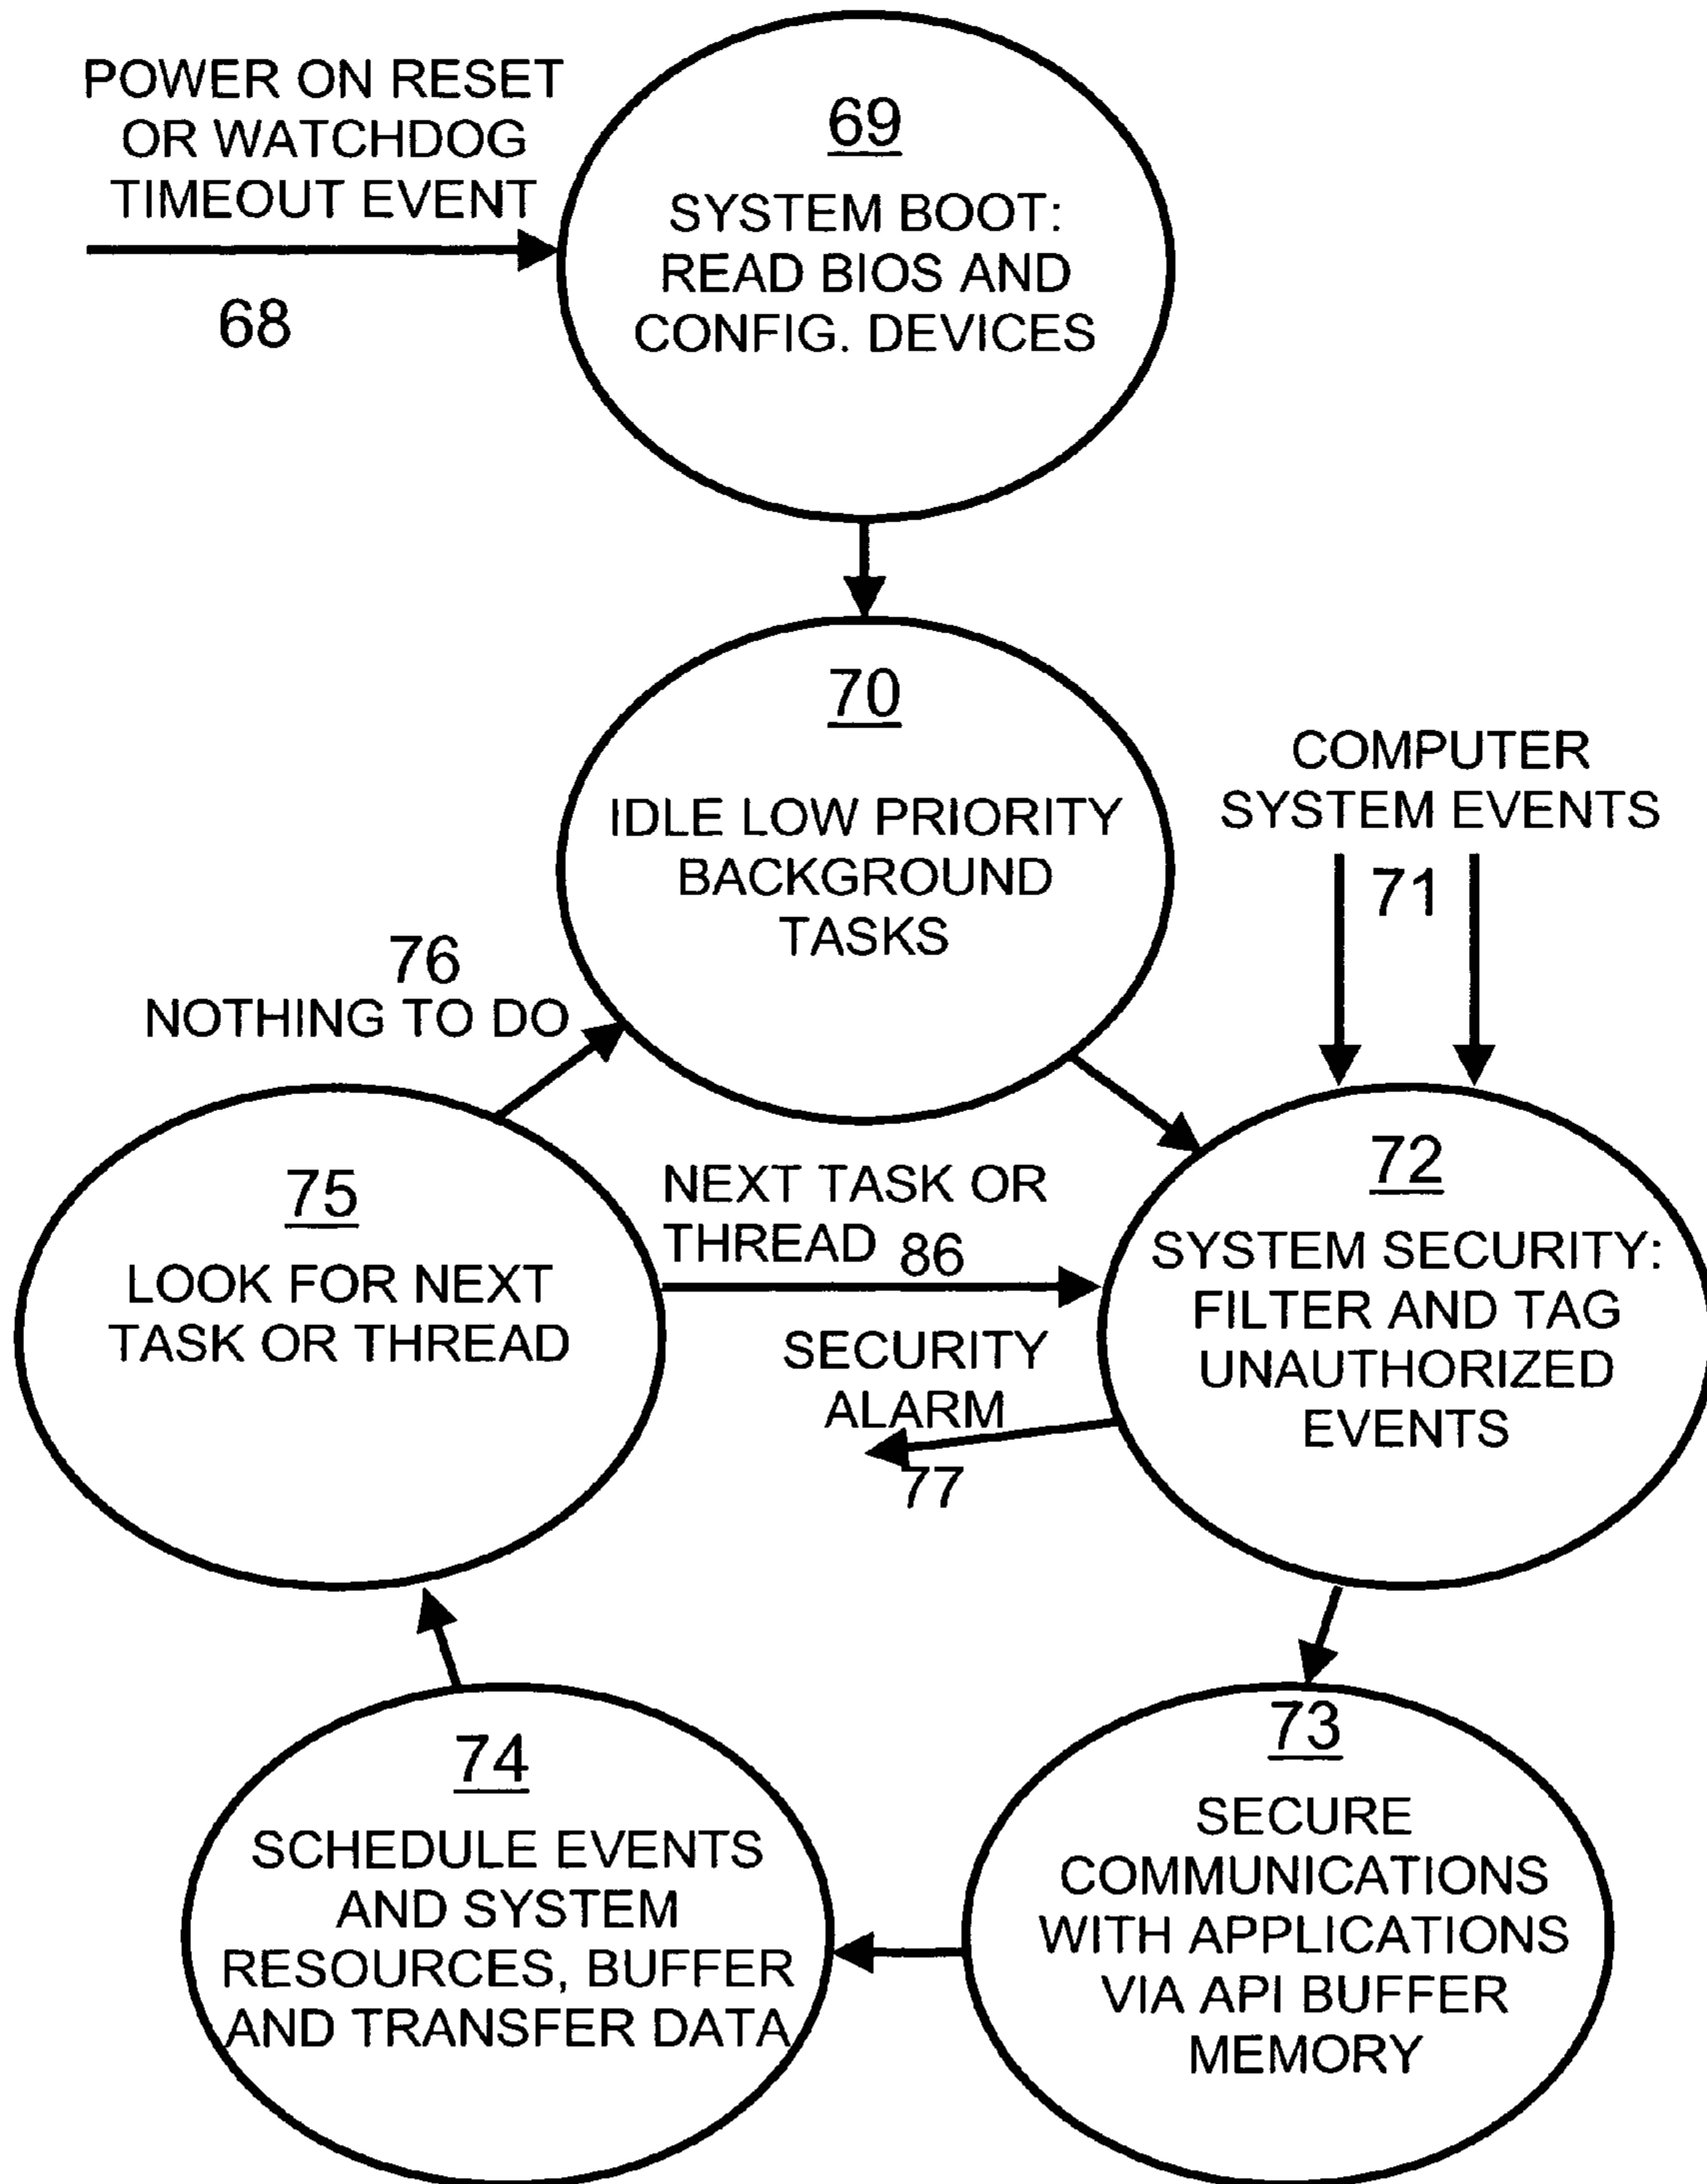 POWER ON RESET
OR WATCHDOG
TIMEOUT EVENT
68
69
SYSTEM BOOT:
READ BIOS AND
CONFIG. DEVICES
70
IDLE LOW PRIORITY
BACKGROUND
TASKS
COMPUTER
SYSTEM EVENTS
71
76
NOTHING TO DO
75
LOOK FOR NEXT
TASK OR THREAD
NEXT TASK OR
THREAD 86
SECURITY
ALARM
77
72
SYSTEM SECURITY:
FILTER AND TAG
UNAUTHORIZED
EVENTS
74
SCHEDULE EVENTS
AND SYSTEM
RESOURCES, BUFFER
AND TRANSFER DATA
73
SECURE
COMMUNICATIONS
WITH APPLICATIONS
VIA API BUFFER
MEMORY